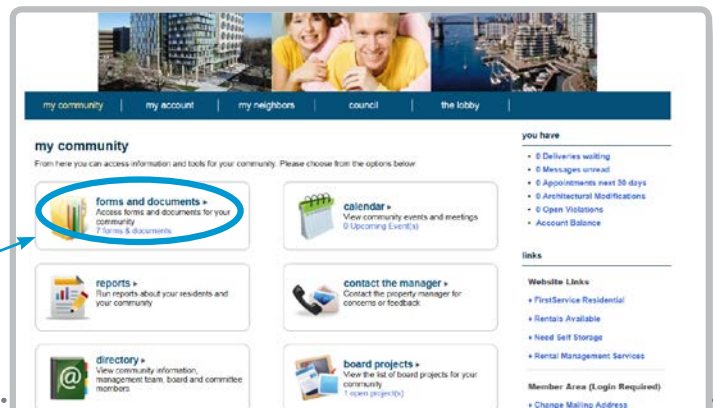 my community | my account | my neighbors | council | the lobby |
my community
From here you can access information and tools for your community. Please choose from the options below
forms and documents
Access forms and documents for your
community
7 forms & documents
calendar
View community events and meetings
0 Upcoming Event(s)
reports
Run reports about your residents and
your community
contact the manager
Contact the property manager for
concerns or feedback
directory
View community information,
management team, board and committee
members
board projects
View the list of board projects for your
community
1 open project(s)
you have
0 Deliveries waiting
0 Messages unread
0 Appointments next 30 days
0 Architectural Modifications
0 Open Violations
Account Balance
links
Website Links
FirstService Residential
Rentals Available
Need Self Storage
Rental Management Services
Member Area (Login Required)
Change Mailing Address